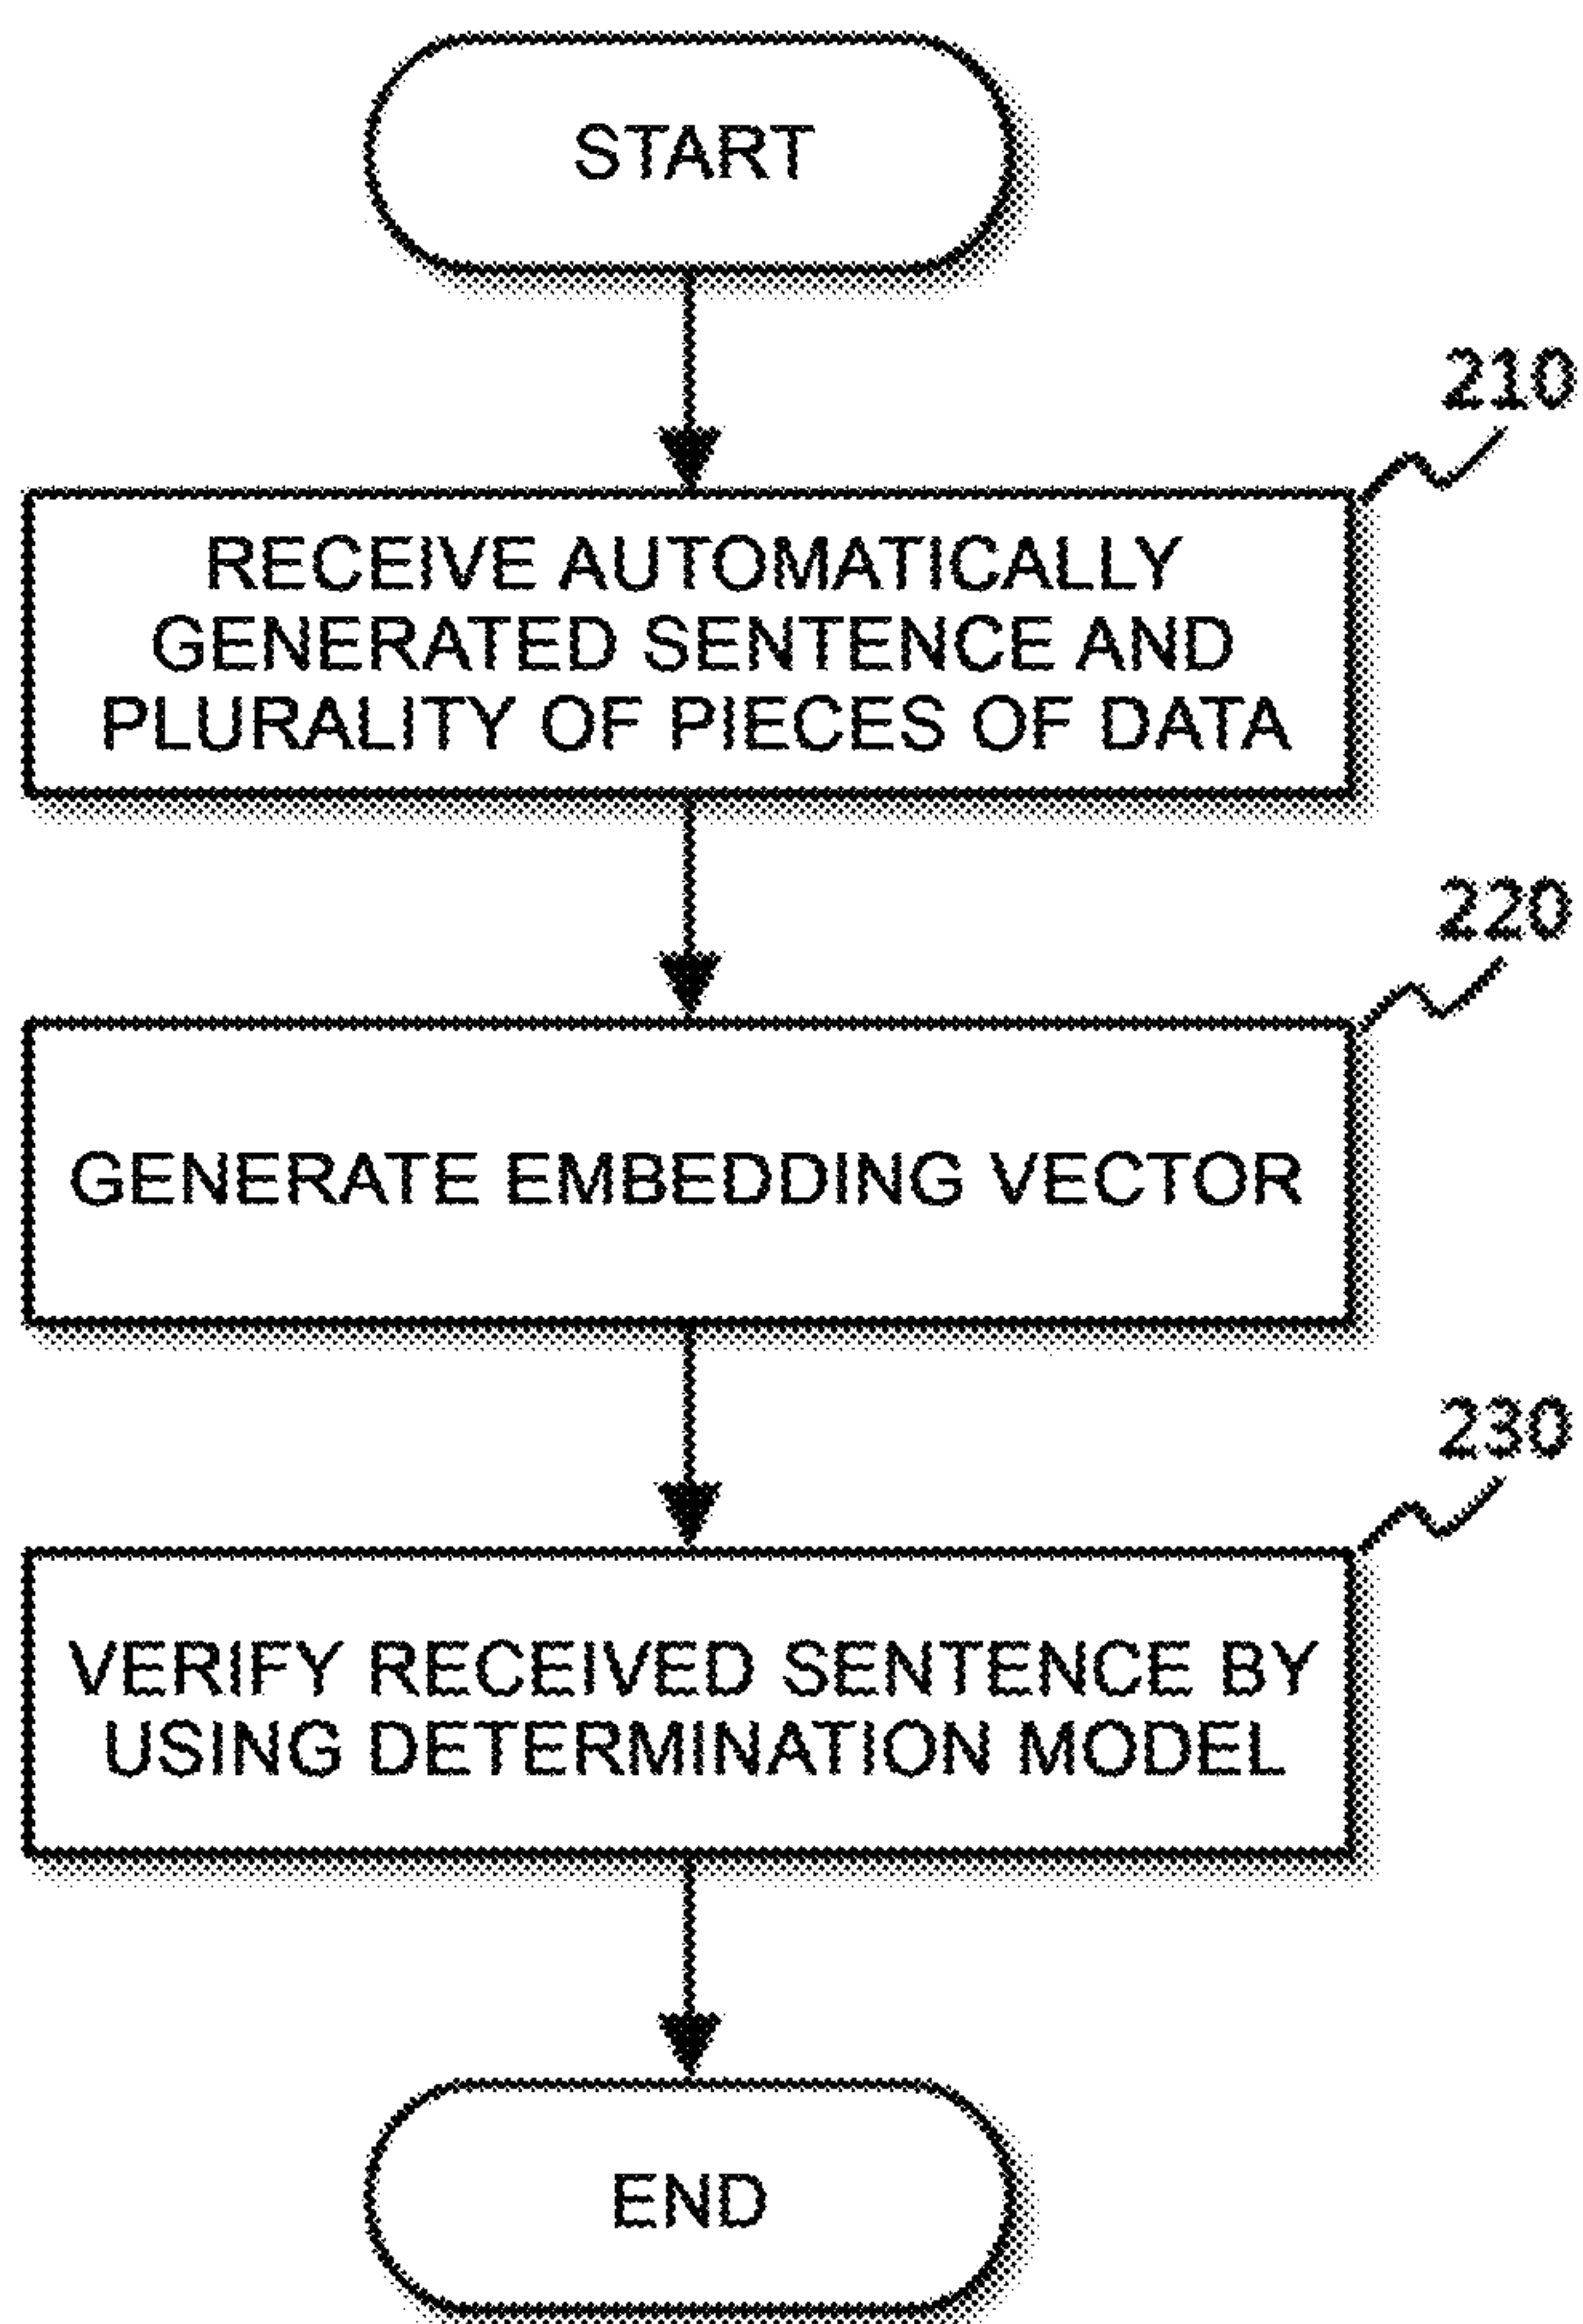 START
210
RECEIVE AUTOMATICALLY
GENERATED SENTENCE AND
PLURALITY OF PIECES OF DATA
220
GENERATE EMBEDDING VECTOR
230
VERIFY RECEIVED SENTENCE BY
USING DETERMINATION MODEL
END